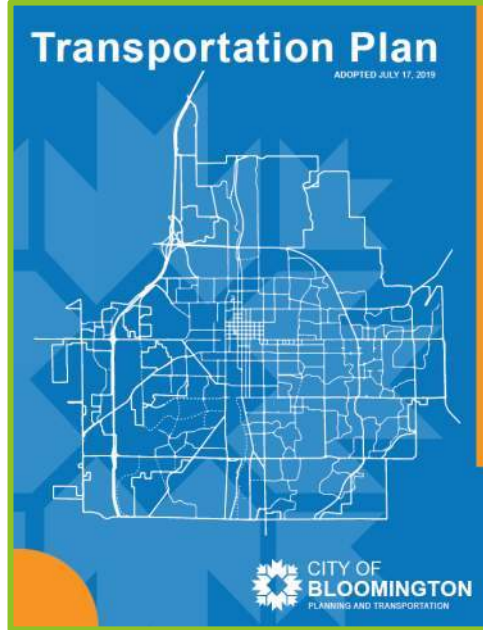 Transportation Plan
ADOPTED JULY 17, 2019
CITY OF
BLOOMINGTON
PLANNING AND TRANSPORTATION